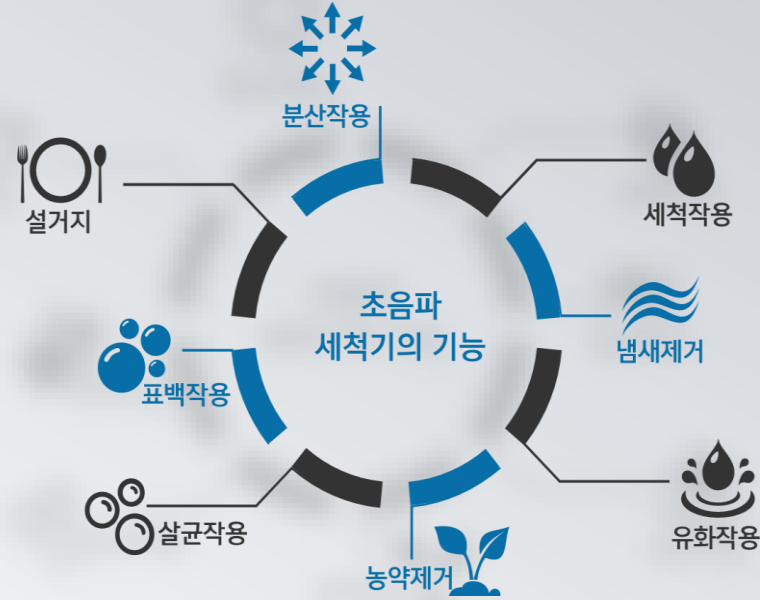 분산작용
설거지
세척작용
초음파
세척기의 기능
냄새제거
표백작용
살균작용
유화작용
농약제거